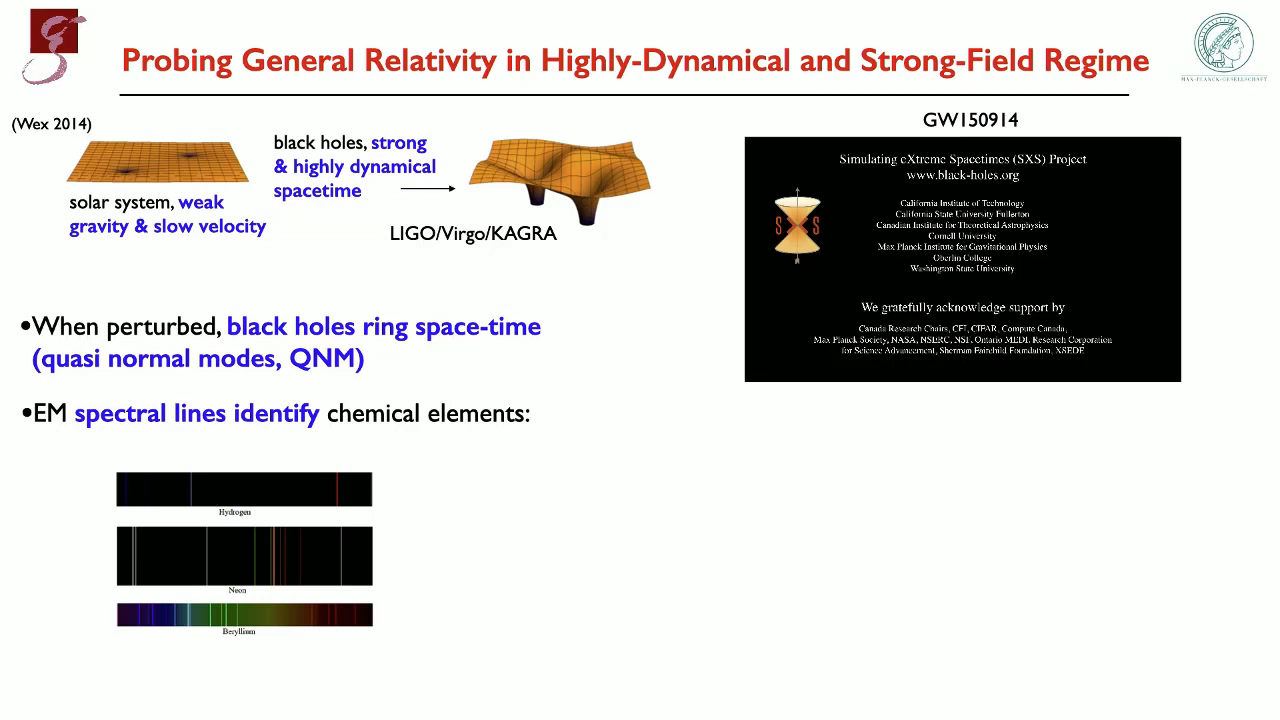 Probing General Relativity in Highly-Dynamical and Strong-Field Regime
MAX-PLANCK-GESELLSCHAFT
(Wex 2014)
solar system, weak
gravity & slow velocity
black holes, strong
& highly dynamical
spacetime
LIGO/Virgo/KAGRA
GW150914
Simulating eXtreme Spacetimes (SXS) Project
www.black-holes.org
S X S
California Institute of Technology
California State University Fullerton
Canadian Institute for Theoretical Astrophysics
Cornell University
Max Planck Institute for Gravitational Physics
Oberlin College
Washington State University
We gratefully acknowledge support by
Canada Research Chairs, CFI, CIFAR, Compute Canada,
Max Planck Society, NASA, NSERC, NSF, Ontario MEDI, Research Corporation
for Science Advancement, Sherman Fairchild Foundation, XSEDE
•When perturbed, black holes ring space-time
(quasi normal modes, QNM)
•EM spectral lines identify chemical elements:
Hydrogen
Neon
Beryllium